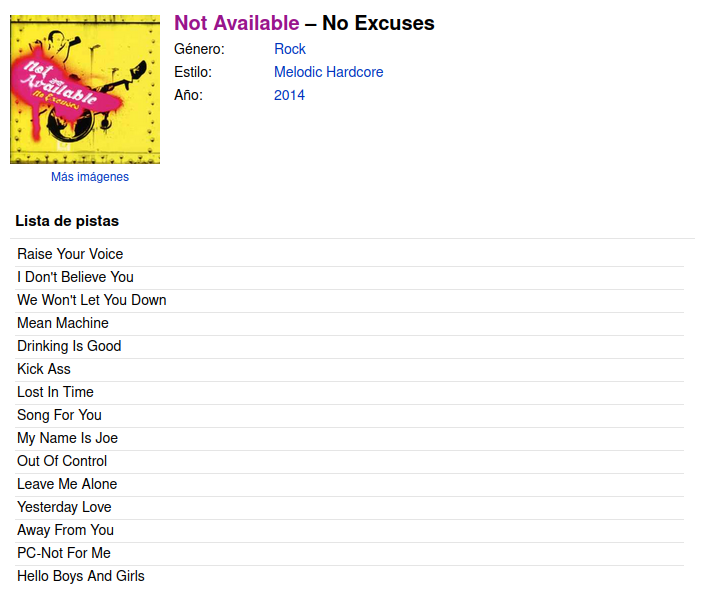 Not Available – No Excuses
Género: Rock
Estilo: Melodic Hardcore
Año: 2014
Not
Available
No Excuses
Más imágenes
Lista de pistas
Raise Your Voice
I Don't Believe You
We Won't Let You Down
Mean Machine
Drinking Is Good
Kick Ass
Lost In Time
Song For You
My Name Is Joe
Out Of Control
Leave Me Alone
Yesterday Love
Away From You
PC-Not For Me
Hello Boys And Girls